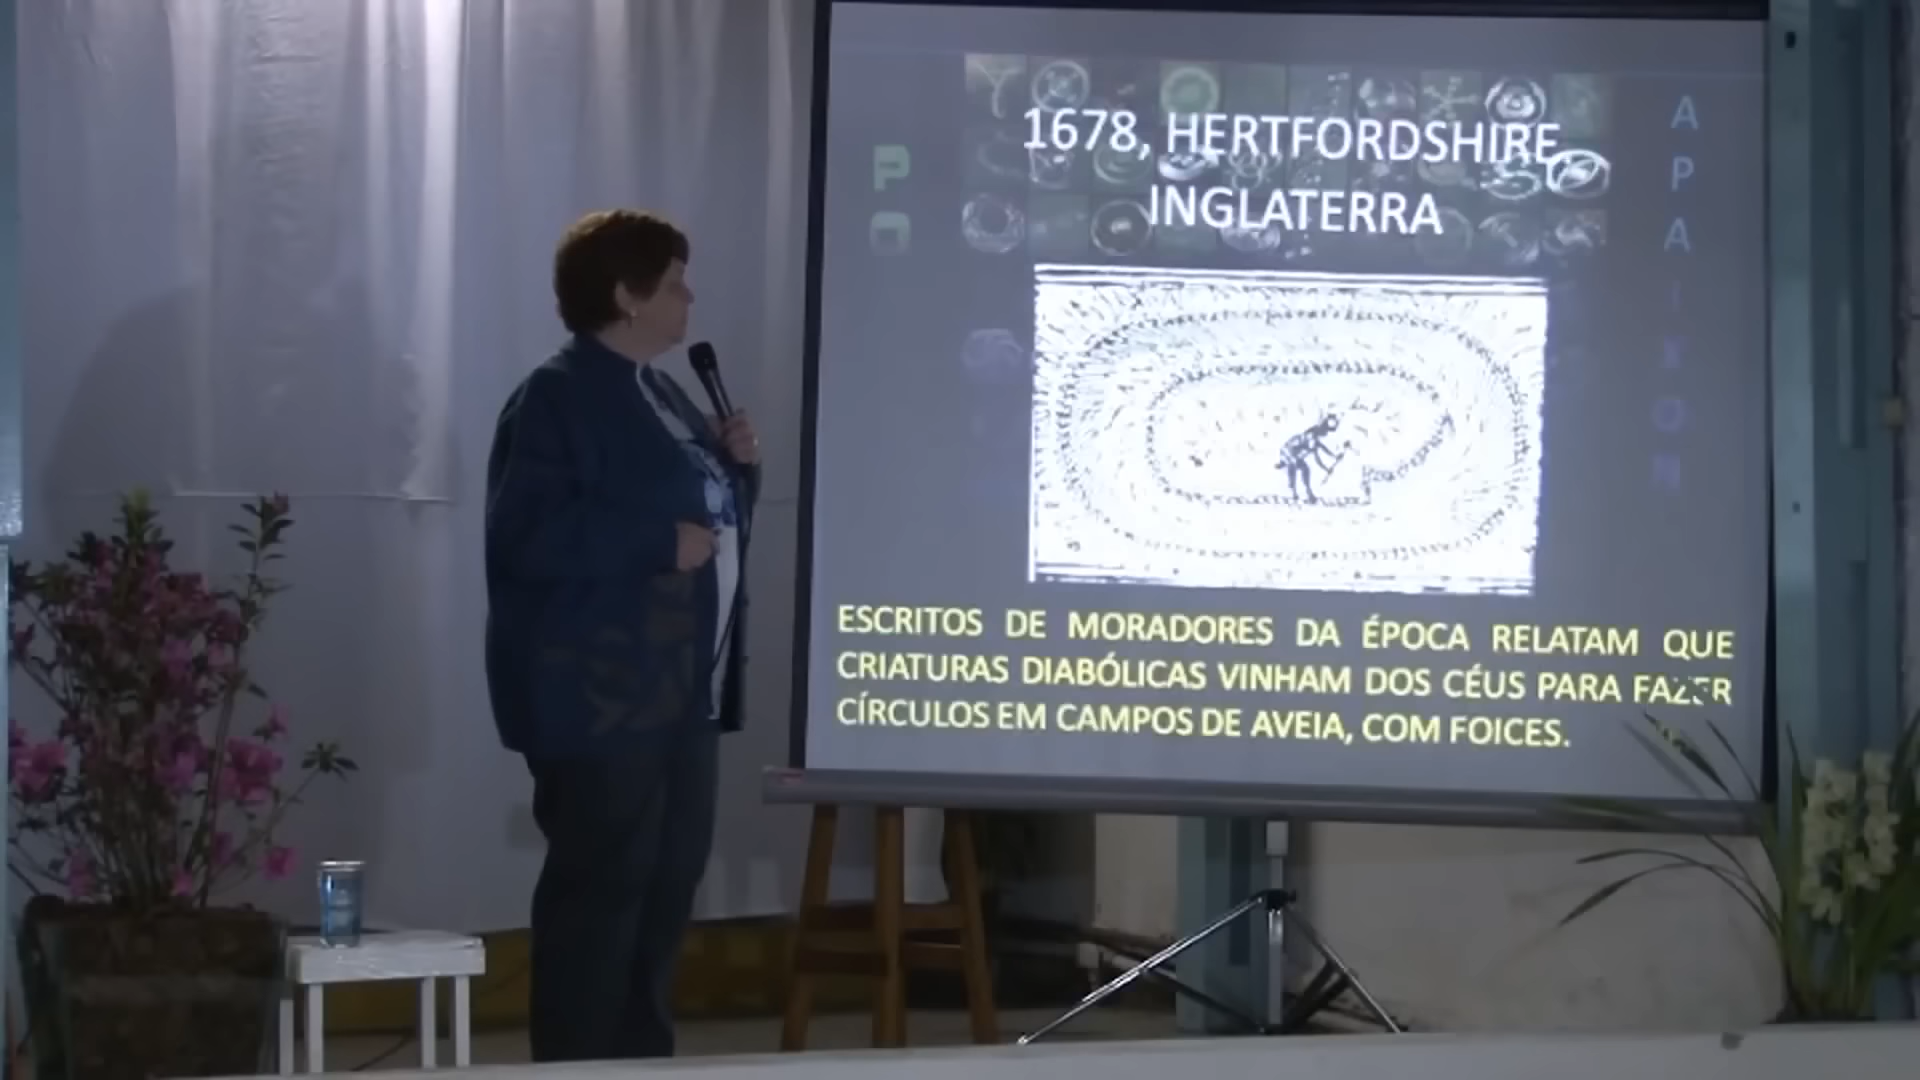 1678, HERTFORDSHIRE,
INGLATERRA
ESCRITOS DE MORADORES DA ÉPOCA RELATAM QUE
CRIATURAS DIABÓLICAS VINHAM DOS CÉUS PARA FAZER
CÍRCULOS EM CAMPOS DE AVEIA, COM FOICES.
P
O
A
P
A
I
K
O
N